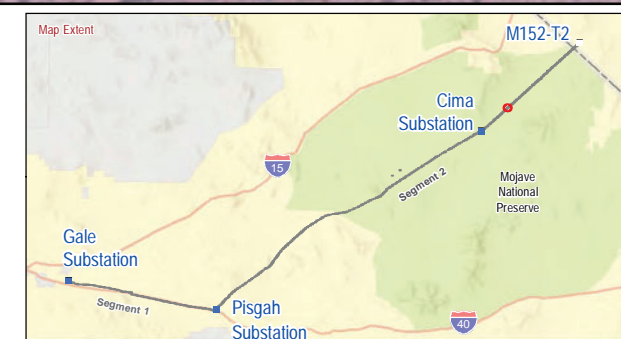 Map Extent
M152-T2
Cima
Substation
15
Segment 2
Mojave
National
Preserve
Gale
Substation
Segment 1
Pisgah
Substation
40